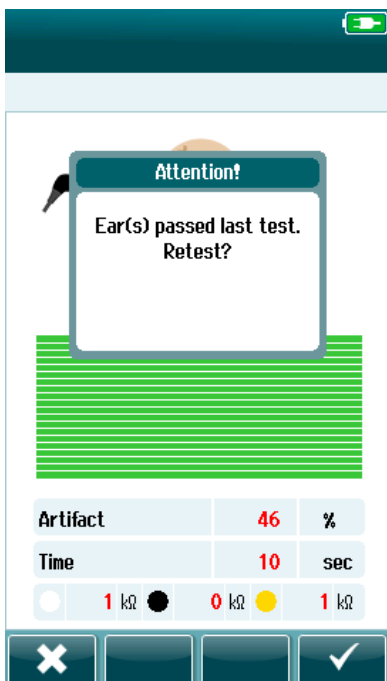 Attention!
Ear(s) passed last test.
Retest?
Artifact 46 %
Time 10 sec
1 kΩ 0 kΩ 1 kΩ